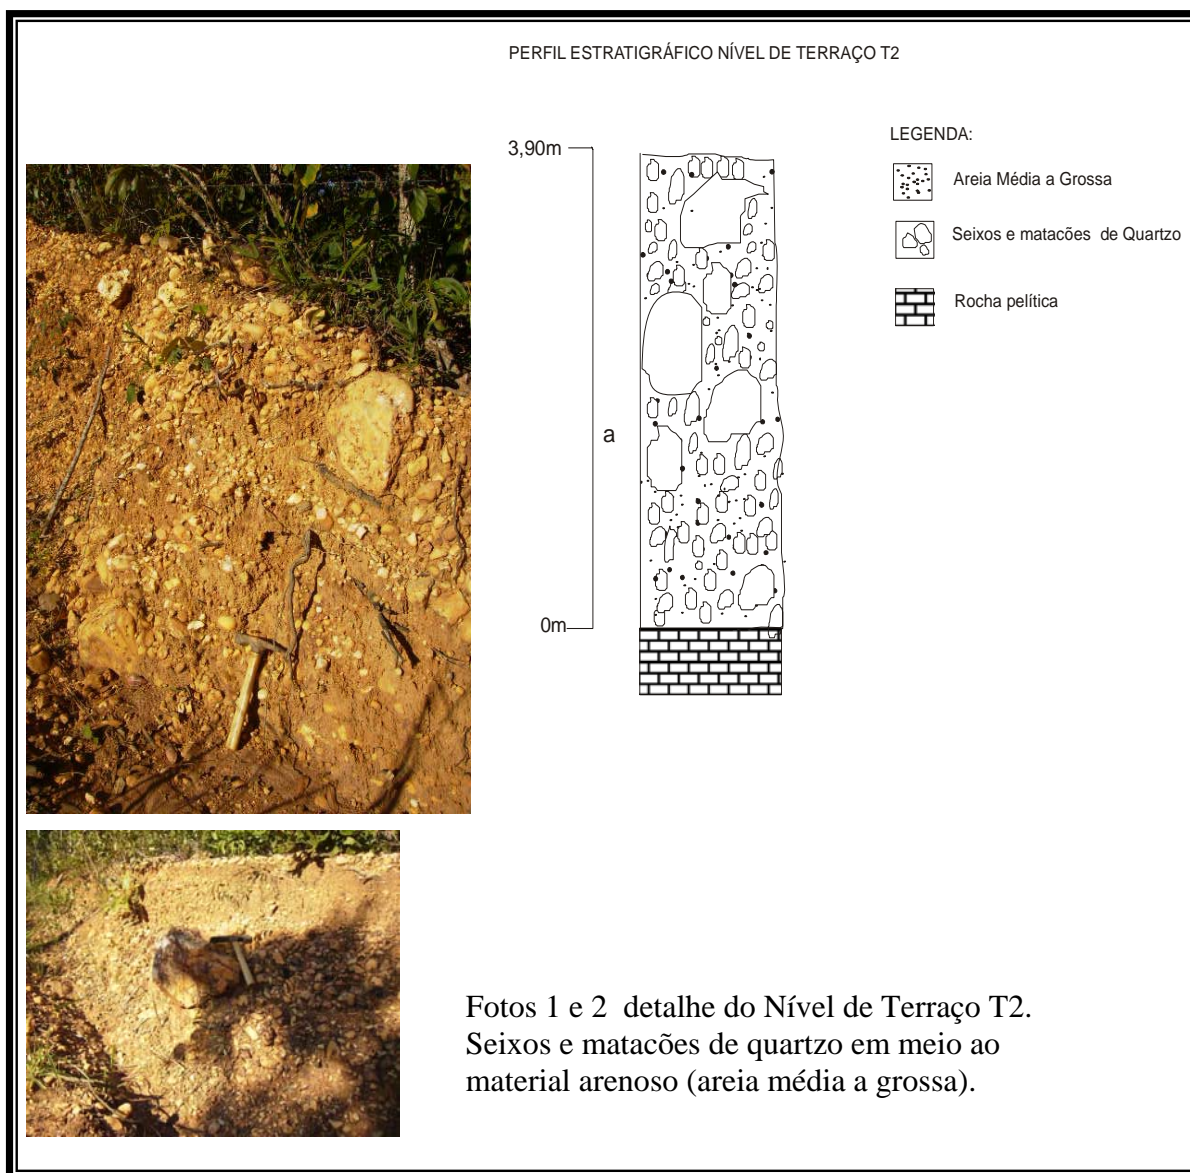 PERFIL ESTRATIGRÁFICO NÍVEL DE TERRAÇO T2
3,90m
a
0m
LEGENDA:
Areia Média a Grossa
Seixos e matacões de Quartzo
Rocha pelítica
Fotos 1 e 2 detalhe do Nível de Terraço T2.
Seixos e matacões de quartzo em meio ao
material arenoso (areia média a grossa).